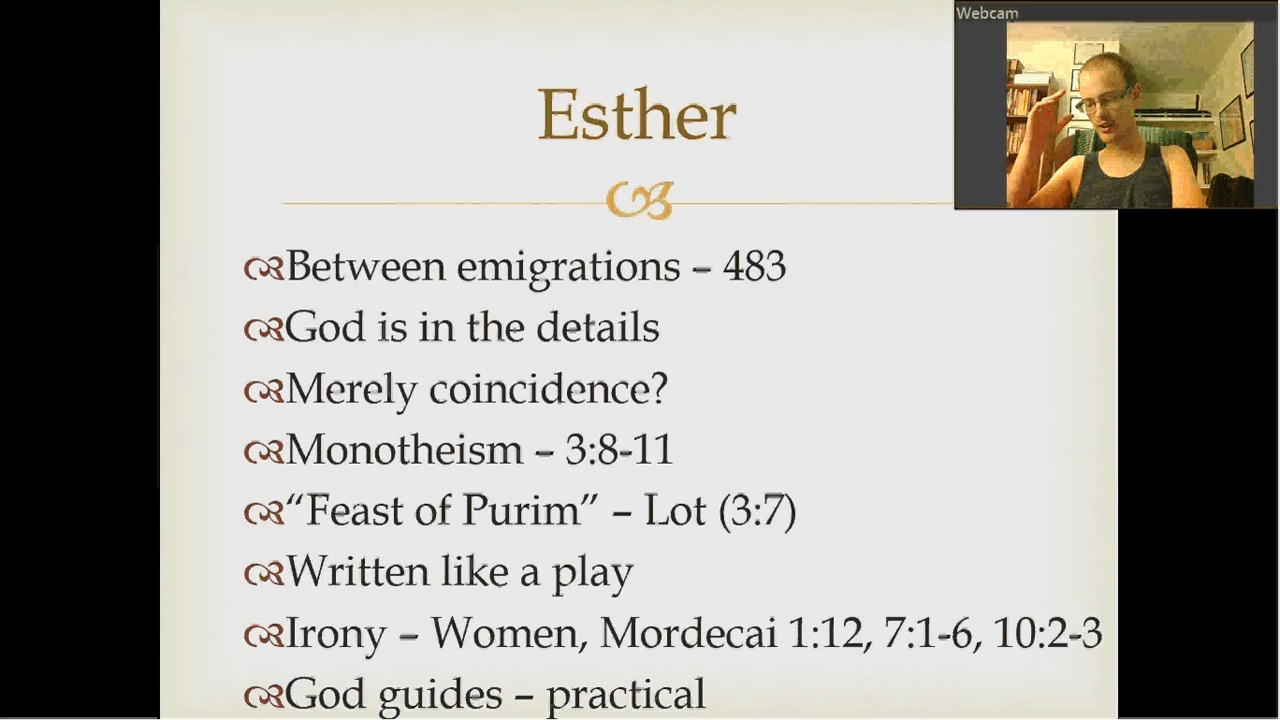 Webcam
Esther
Between emigrations – 483
God is in the details
Merely coincidence?
Monotheism – 3:8-11
“Feast of Purim” – Lot (3:7)
Written like a play
Irony – Women, Mordecai 1:12, 7:1-6, 10:2-3
God guides – practical